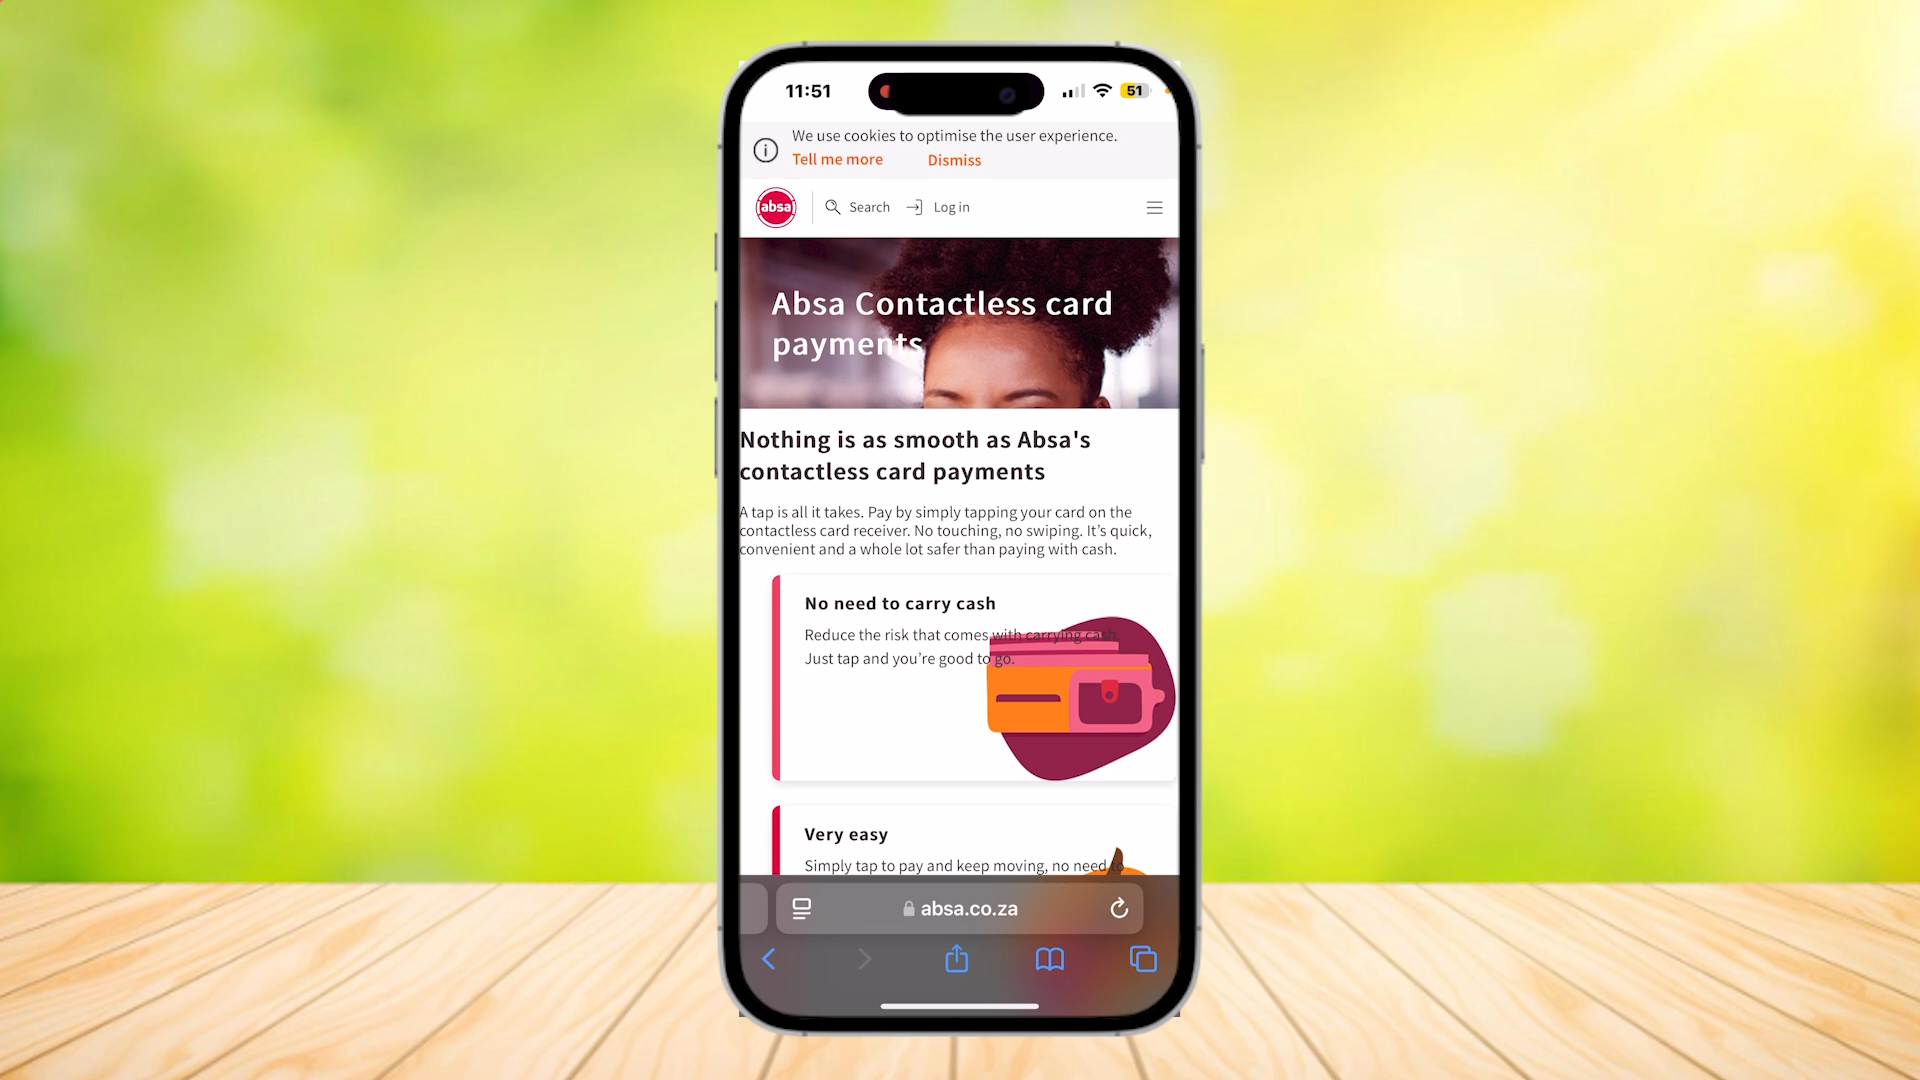 11:51
51
We use cookies to optimise the user experience.
Tell me more Dismiss
absa
Search Log in
Absa Contactless card
payments
Nothing is as smooth as Absa's
contactless card payments
A tap is all it takes. Pay by simply tapping your card on the
contactless card receiver. No touching, no swiping. It’s quick,
convenient and a whole lot safer than paying with cash.
No need to carry cash
Reduce the risk that comes with carrying cash.
Just tap and you’re good to go.
Very easy
Simply tap to pay and keep moving, no need to
absa.co.za